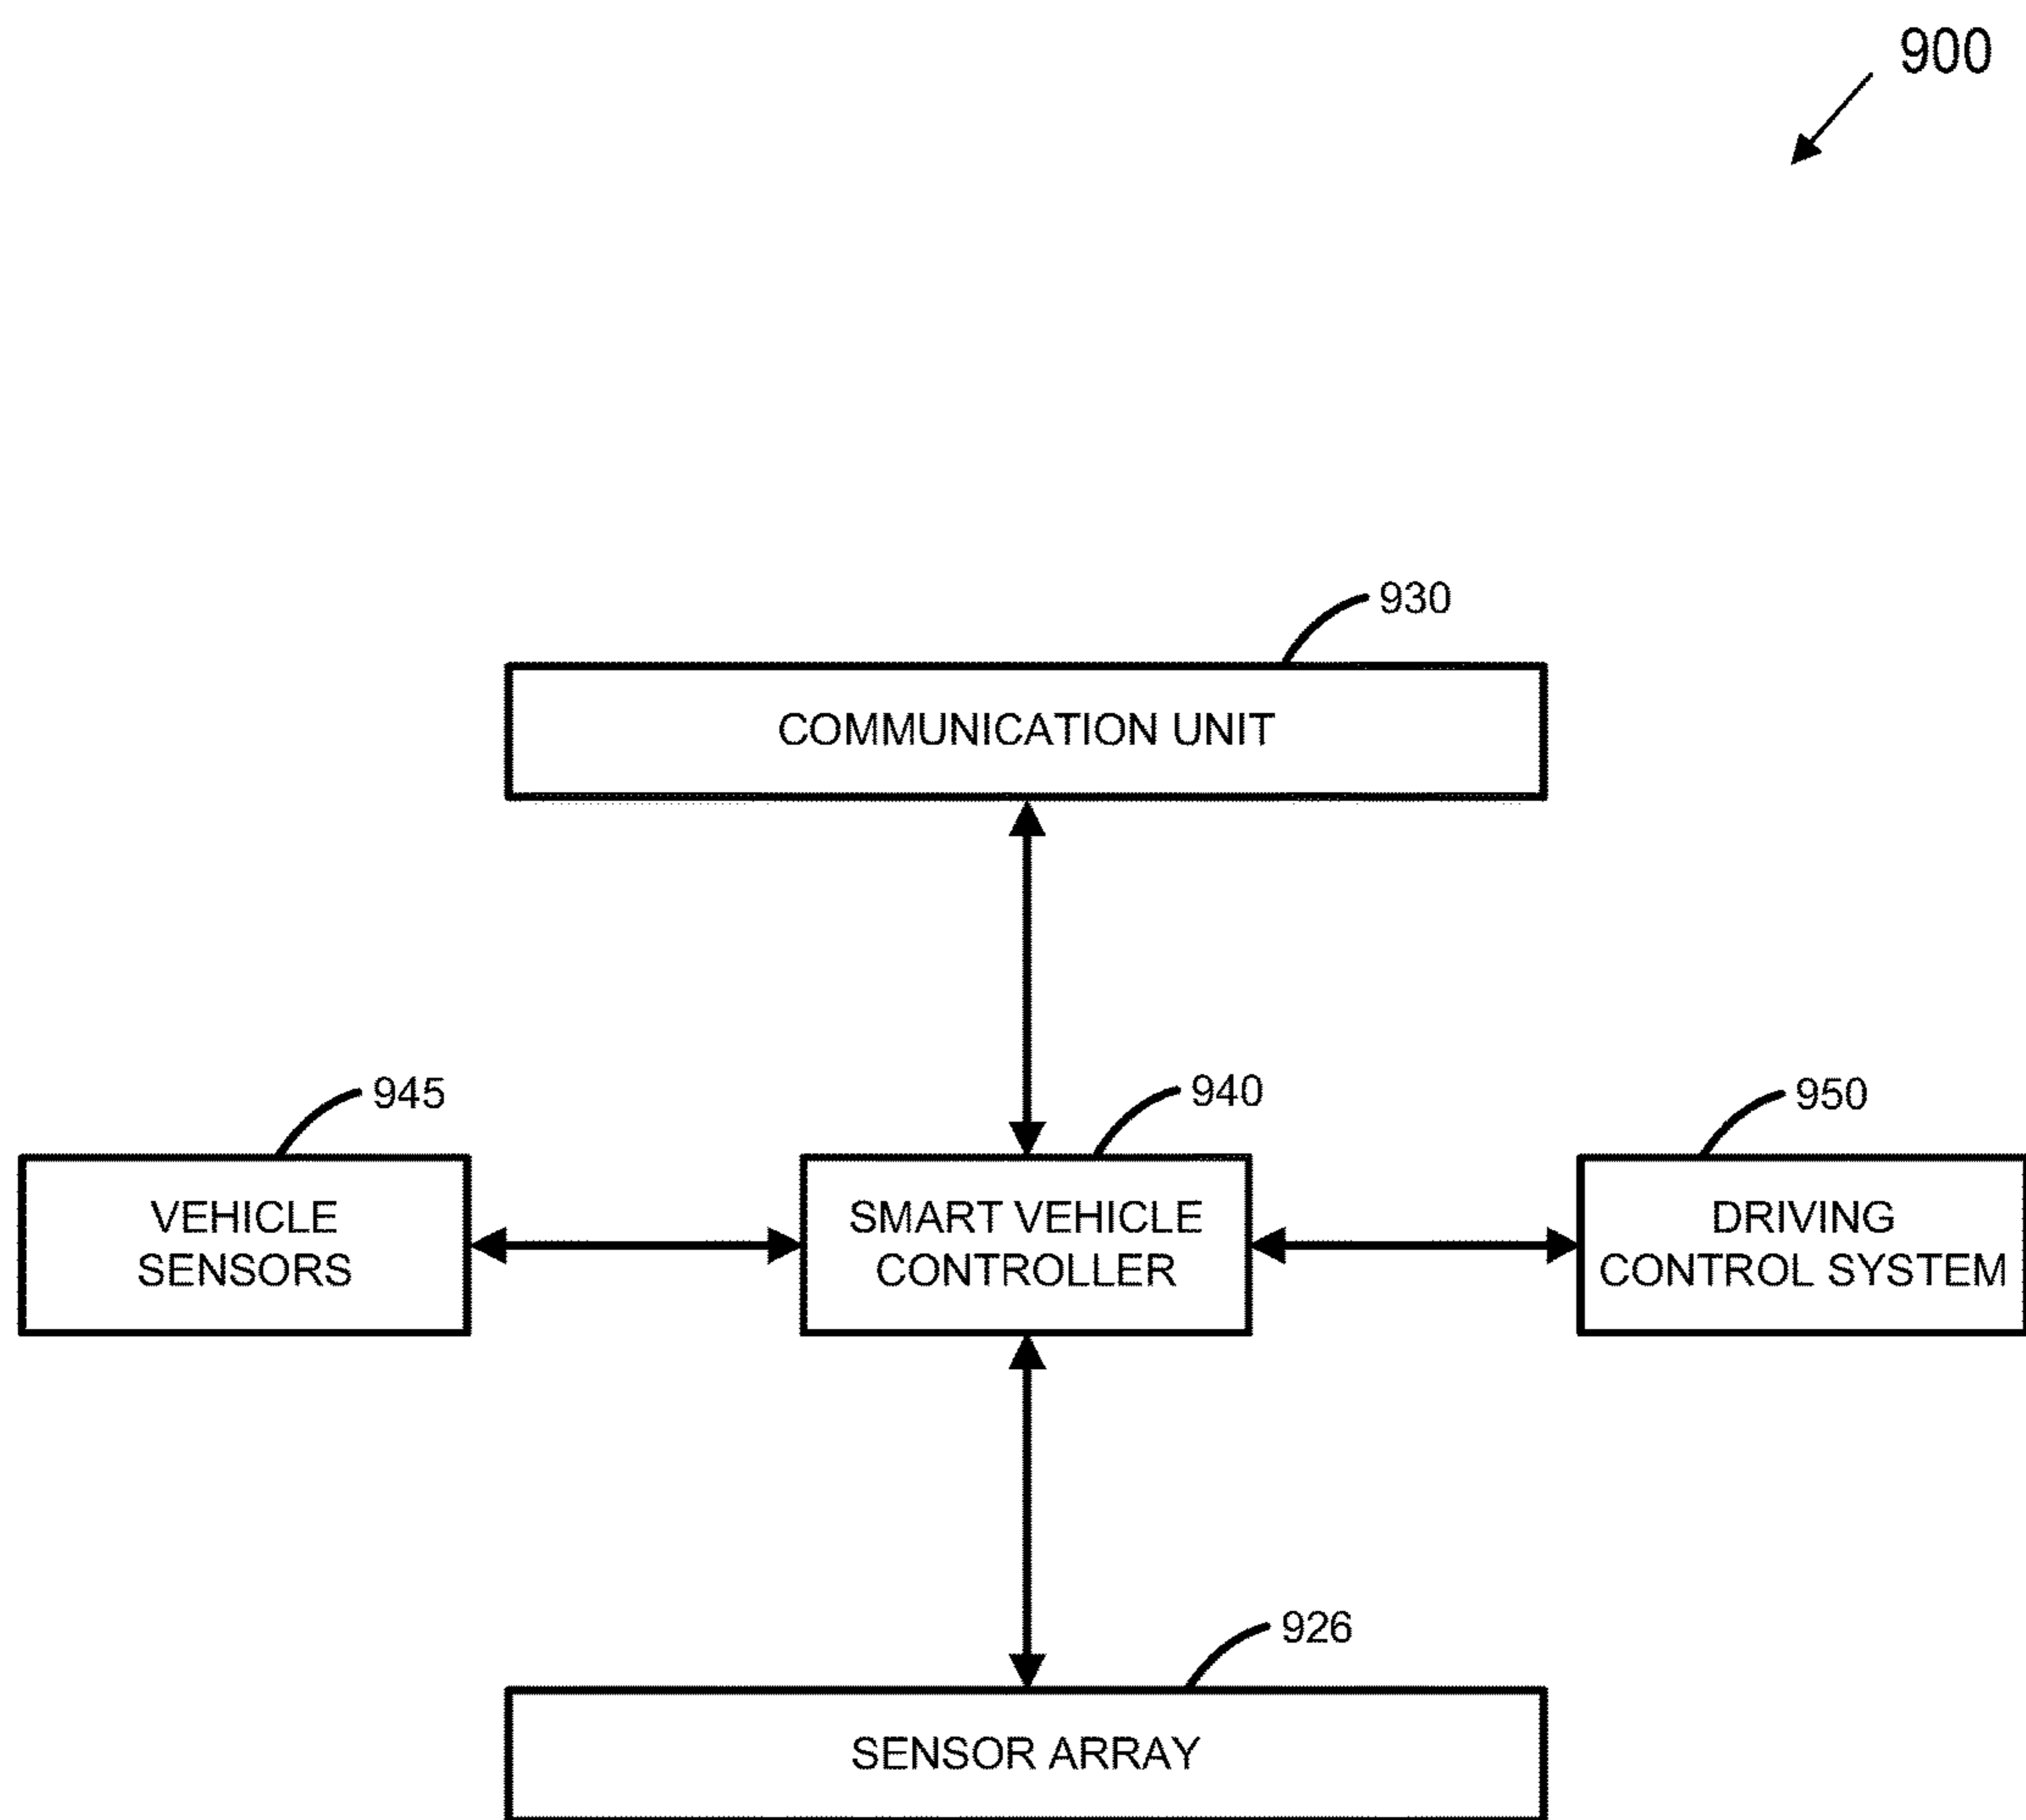 900
930
COMMUNICATION UNIT
945
940
950
VEHICLE
SENSORS
SMART VEHICLE
CONTROLLER
DRIVING
CONTROL SYSTEM
926
SENSOR ARRAY